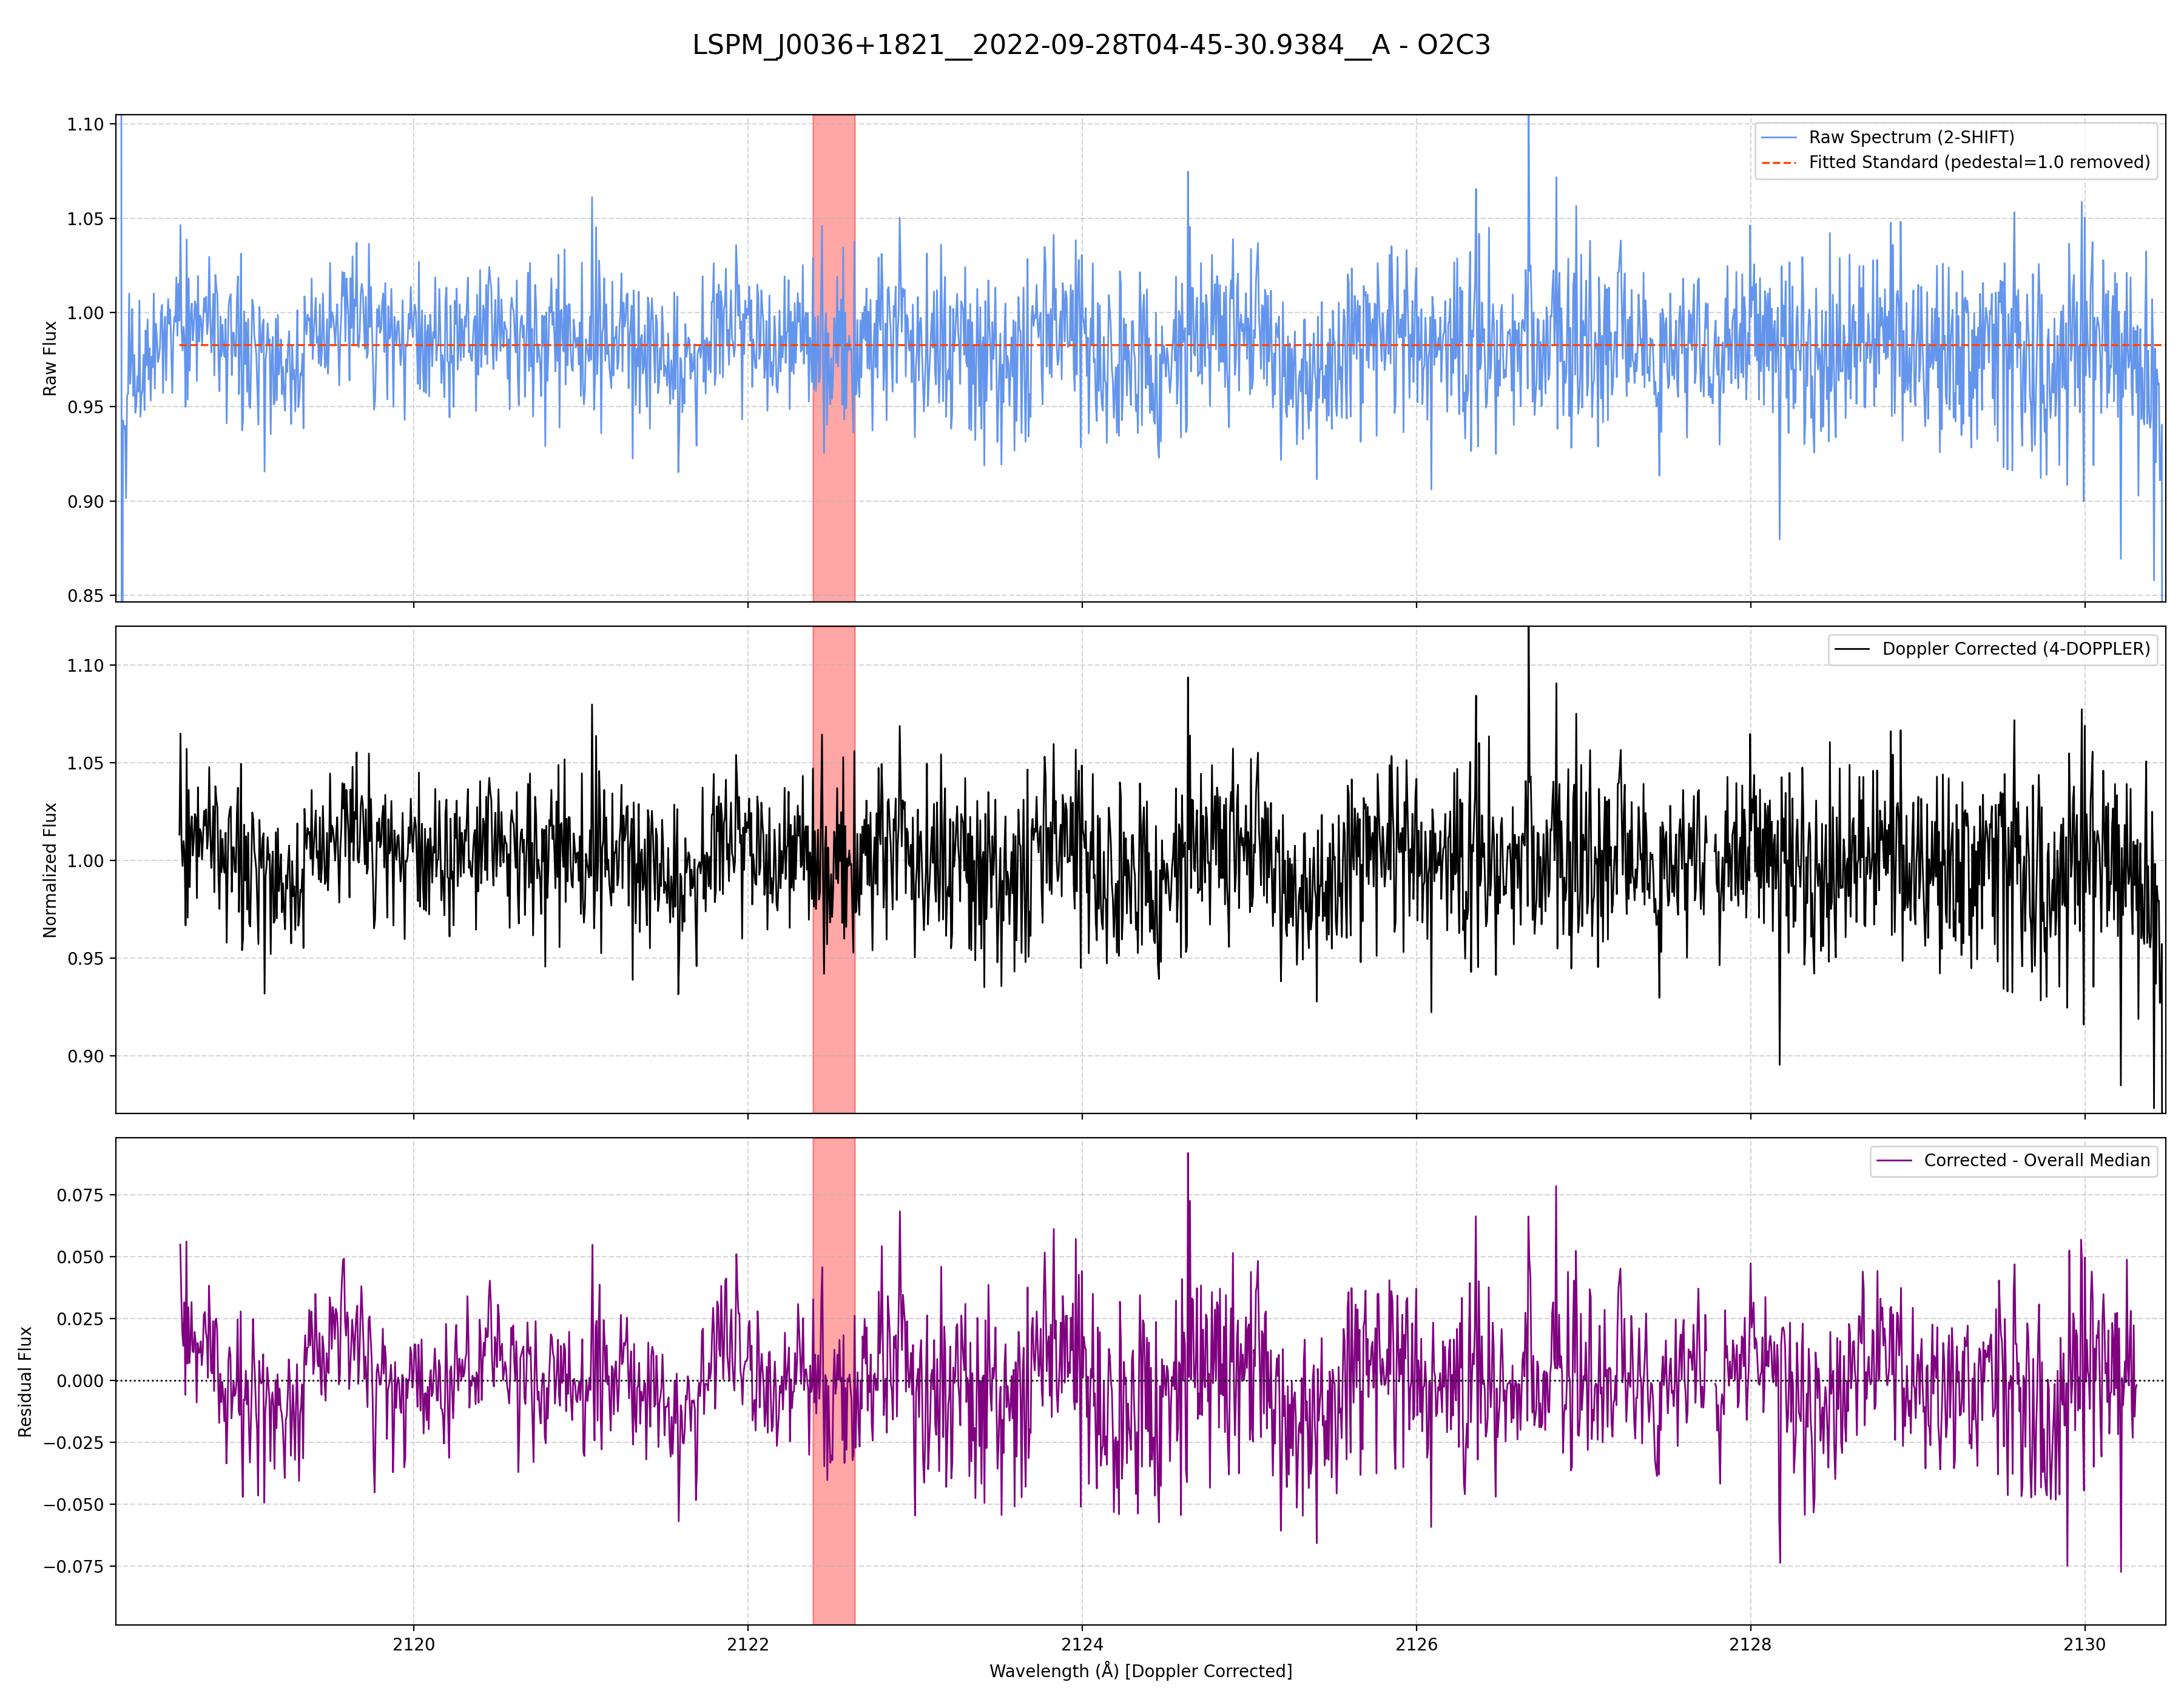 LSPM_J0036+1821__2022-09-28T04-45-30.9384__A - O2C3
1.10
1.05
1.00
0.95
0.90
0.85
Raw Flux
Raw Spectrum (2-SHIFT)
Fitted Standard (pedestal=1.0 removed)
1.10
1.05
1.00
0.95
0.90
Normalized Flux
Doppler Corrected (4-DOPPLER)
0.075
0.050
0.025
0.000
−0.025
−0.050
−0.075
Residual Flux
Corrected - Overall Median
2120
2122
2124
2126
2128
2130
Wavelength (Å) [Doppler Corrected]